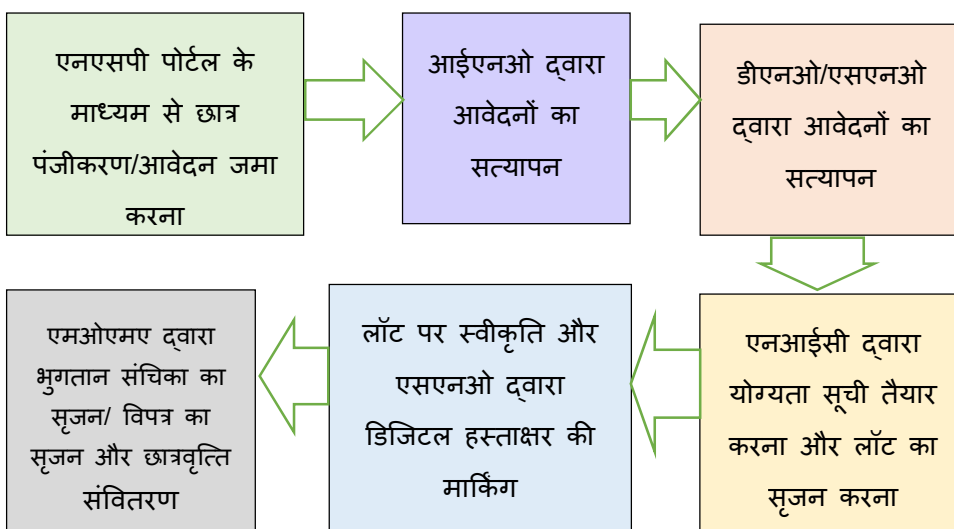 एनएसपी पोर्टल के
माध्यम से छात्र
पंजीकरण/आवेदन जमा
करना
आईएनओ द्वारा
आवेदनों का
सत्यापन
डीएनओ/एसएनओ
द्वारा आवेदनों का
सत्यापन
एनआईसी द्वारा
योग्यता सूची तैयार
करना और लॉट का
सृजन करना
लॉट पर स्वीकृति और
एसएनओ द्वारा
डिजिटल हस्ताक्षर की
मार्किंग
एमओएमए द्वारा
भुगतान संचिका का
सृजन/ विपत्र का
सृजन और छात्रवृत्ति
संवितरण